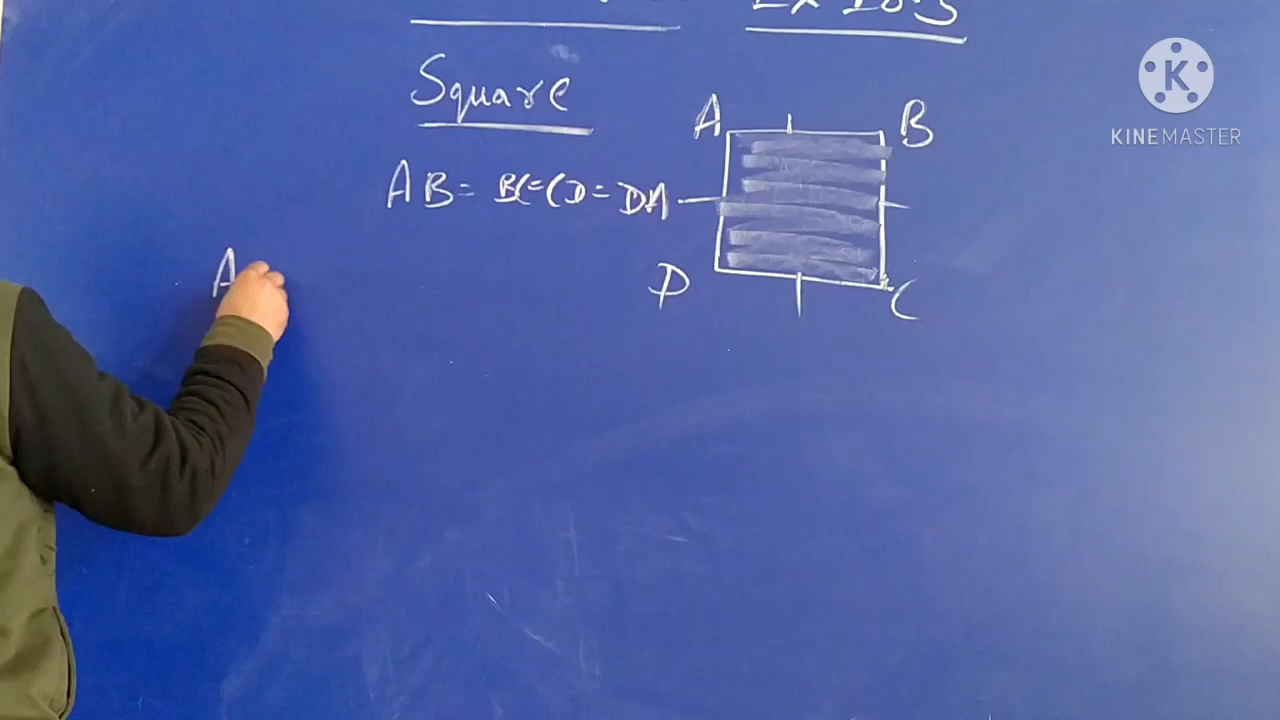 Ex 10.3
Square
A B
AB = BC = CD = DA
D C
A
K
KINEMASTER